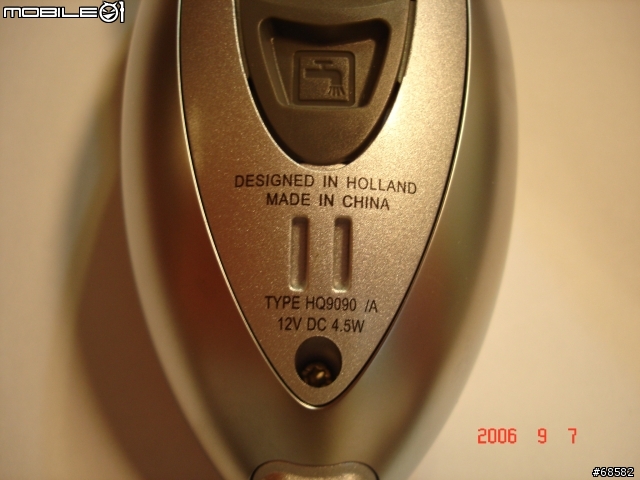 MOBILE01
DESIGNED IN HOLLAND
MADE IN CHINA
TYPE HQ9090 /A
12V DC 4.5W
2006 9 7
#68582